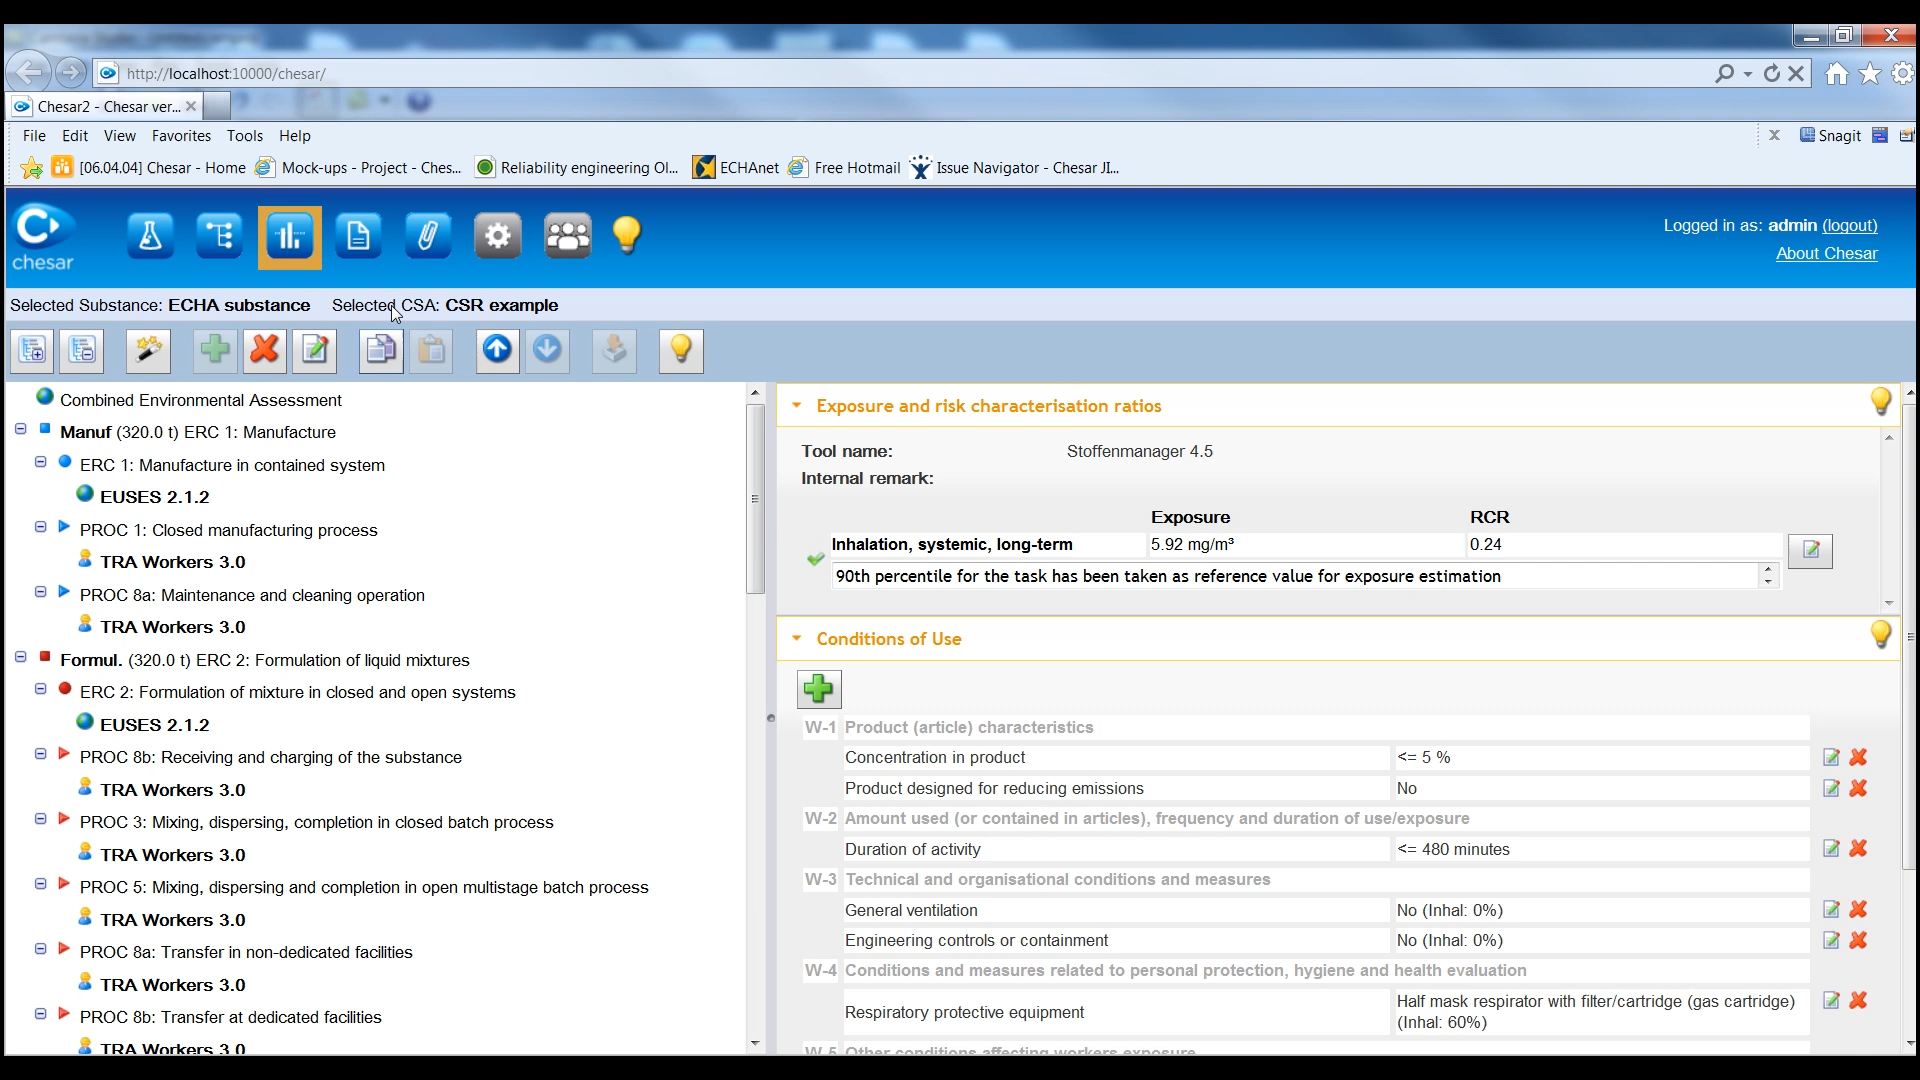 http://localhost:10000/chesar/
Chesar2 - Chesar ver...
File Edit View Favorites Tools Help
Snagit
[06.04.04] Chesar - Home
Mock-ups - Project - Ches...
Reliability engineering Ol...
ECHAnet
Free Hotmail
Issue Navigator - Chesar JI...
chesar
Logged in as: admin (logout)
About Chesar
Selected Substance: ECHA substance Selected CSA: CSR example
Combined Environmental Assessment
Manuf (320.0 t) ERC 1: Manufacture
ERC 1: Manufacture in contained system
EUSES 2.1.2
PROC 1: Closed manufacturing process
TRA Workers 3.0
PROC 8a: Maintenance and cleaning operation
TRA Workers 3.0
Formul. (320.0 t) ERC 2: Formulation of liquid mixtures
ERC 2: Formulation of mixture in closed and open systems
EUSES 2.1.2
PROC 8b: Receiving and charging of the substance
TRA Workers 3.0
PROC 3: Mixing, dispersing, completion in closed batch process
TRA Workers 3.0
PROC 5: Mixing, dispersing and completion in open multistage batch process
TRA Workers 3.0
PROC 8a: Transfer in non-dedicated facilities
TRA Workers 3.0
PROC 8b: Transfer at dedicated facilities
TRA Workers 3.0
Exposure and risk characterisation ratios
Tool name: Stoffenmanager 4.5
Internal remark:
Exposure RCR
Inhalation, systemic, long-term 5.92 mg/m³ 0.24
90th percentile for the task has been taken as reference value for exposure estimation
Conditions of Use
W-1 Product (article) characteristics
Concentration in product <= 5 %
Product designed for reducing emissions No
W-2 Amount used (or contained in articles), frequency and duration of use/exposure
Duration of activity <= 480 minutes
W-3 Technical and organisational conditions and measures
General ventilation No (Inhal: 0%)
Engineering controls or containment No (Inhal: 0%)
W-4 Conditions and measures related to personal protection, hygiene and health evaluation
Respiratory protective equipment Half mask respirator with filter/cartridge (gas cartridge)
(Inhal: 60%)
W-5 Other conditions affecting workers exposure